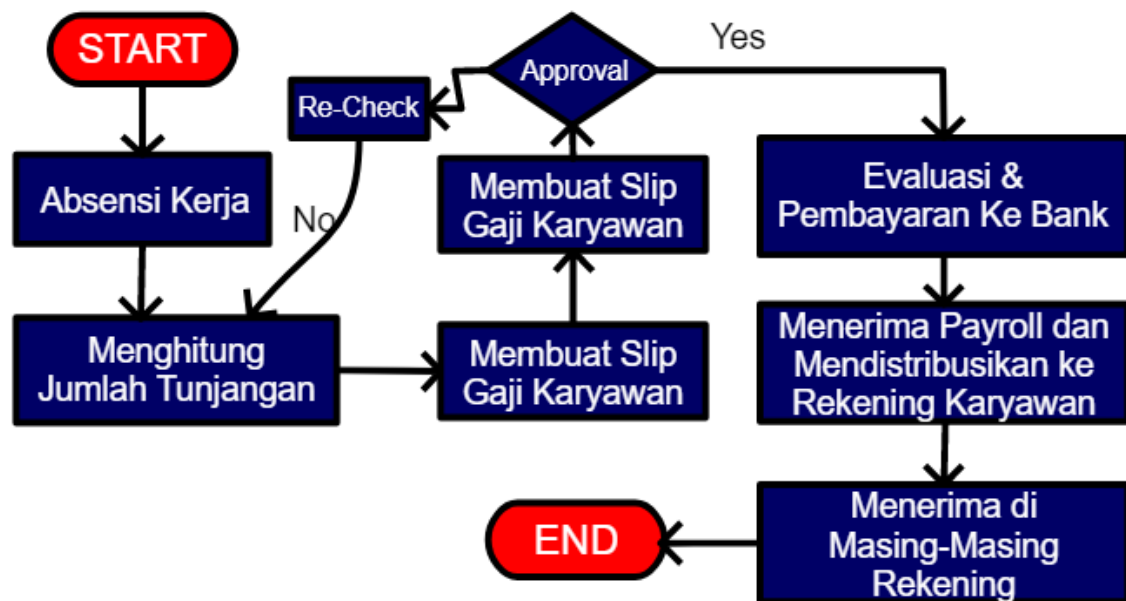 START
Absensi Kerja
Menghitung
Jumlah Tunjangan
Membuat Slip
Gaji Karyawan
Membuat Slip
Gaji Karyawan
Approval
Re-Check
No
Yes
Evaluasi &
Pembayaran Ke Bank
Menerima Payroll dan
Mendistribusikan ke
Rekening Karyawan
Menerima di
Masing-Masing
Rekening
END